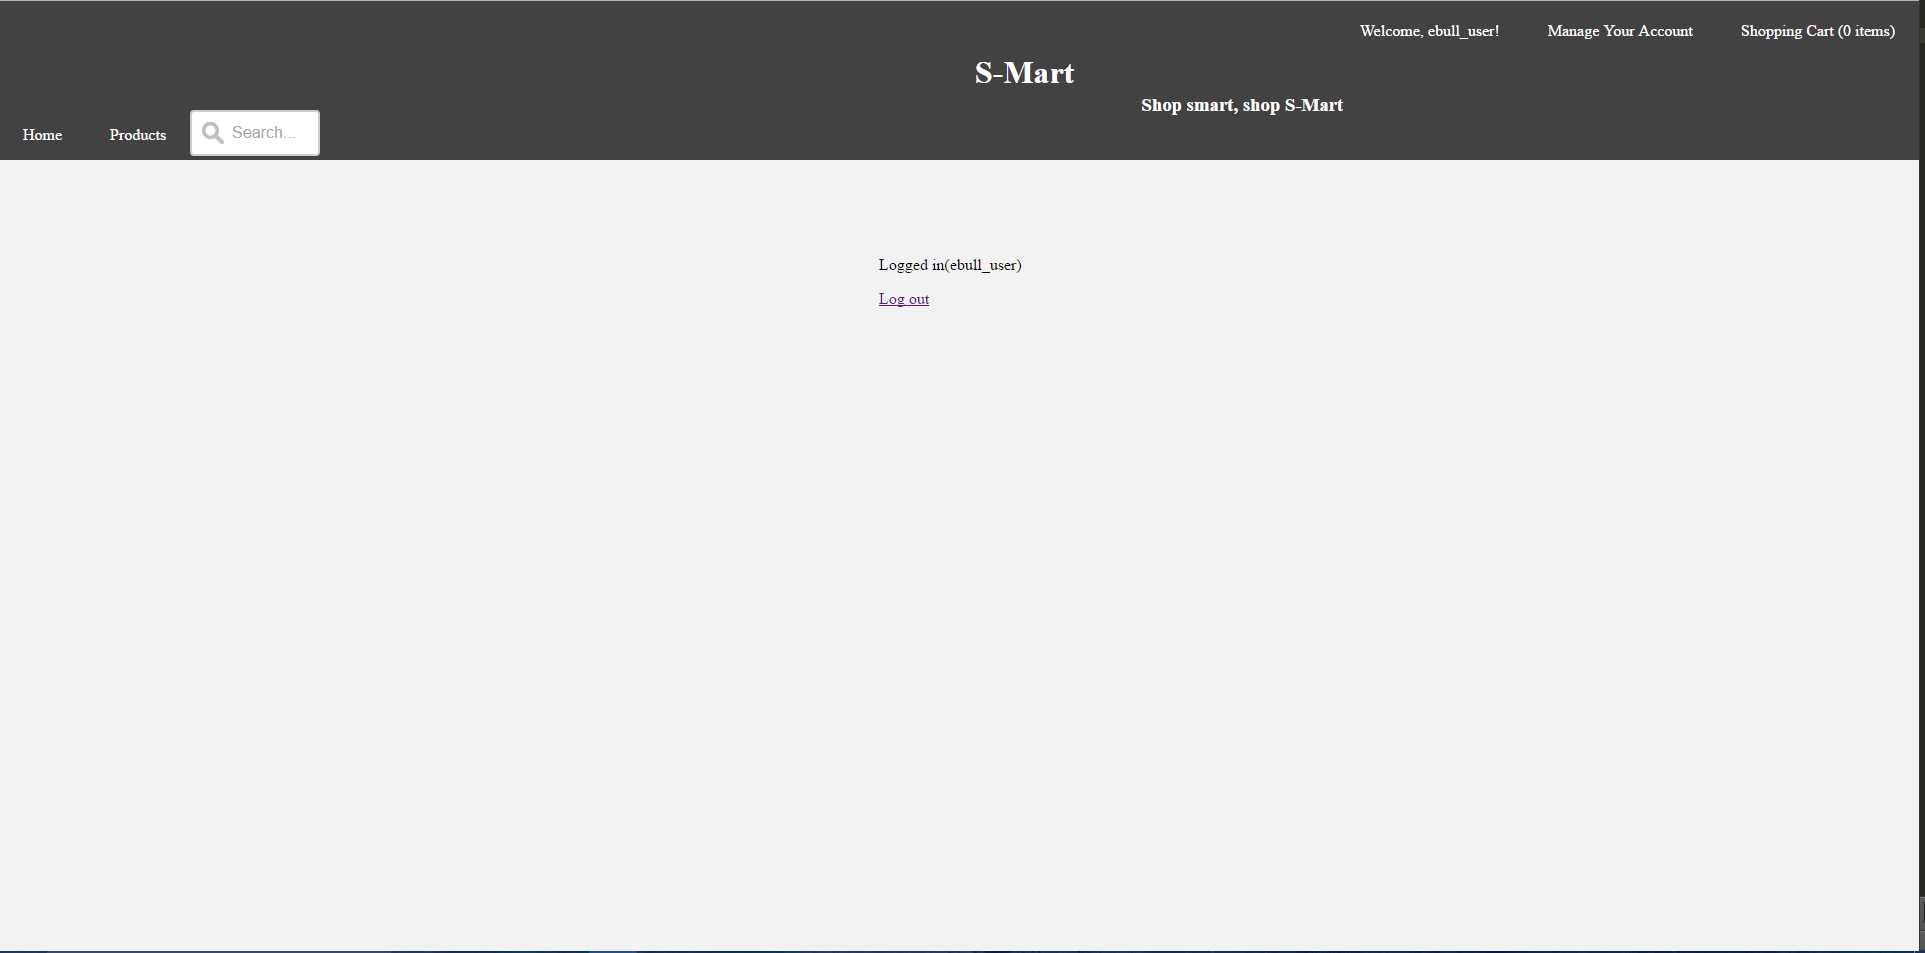 Welcome, ebull_user! Manage Your Account Shopping Cart (0 items)
S-Mart
Shop smart, shop S-Mart
Home Products Search...
Logged in(ebull_user)
Log out